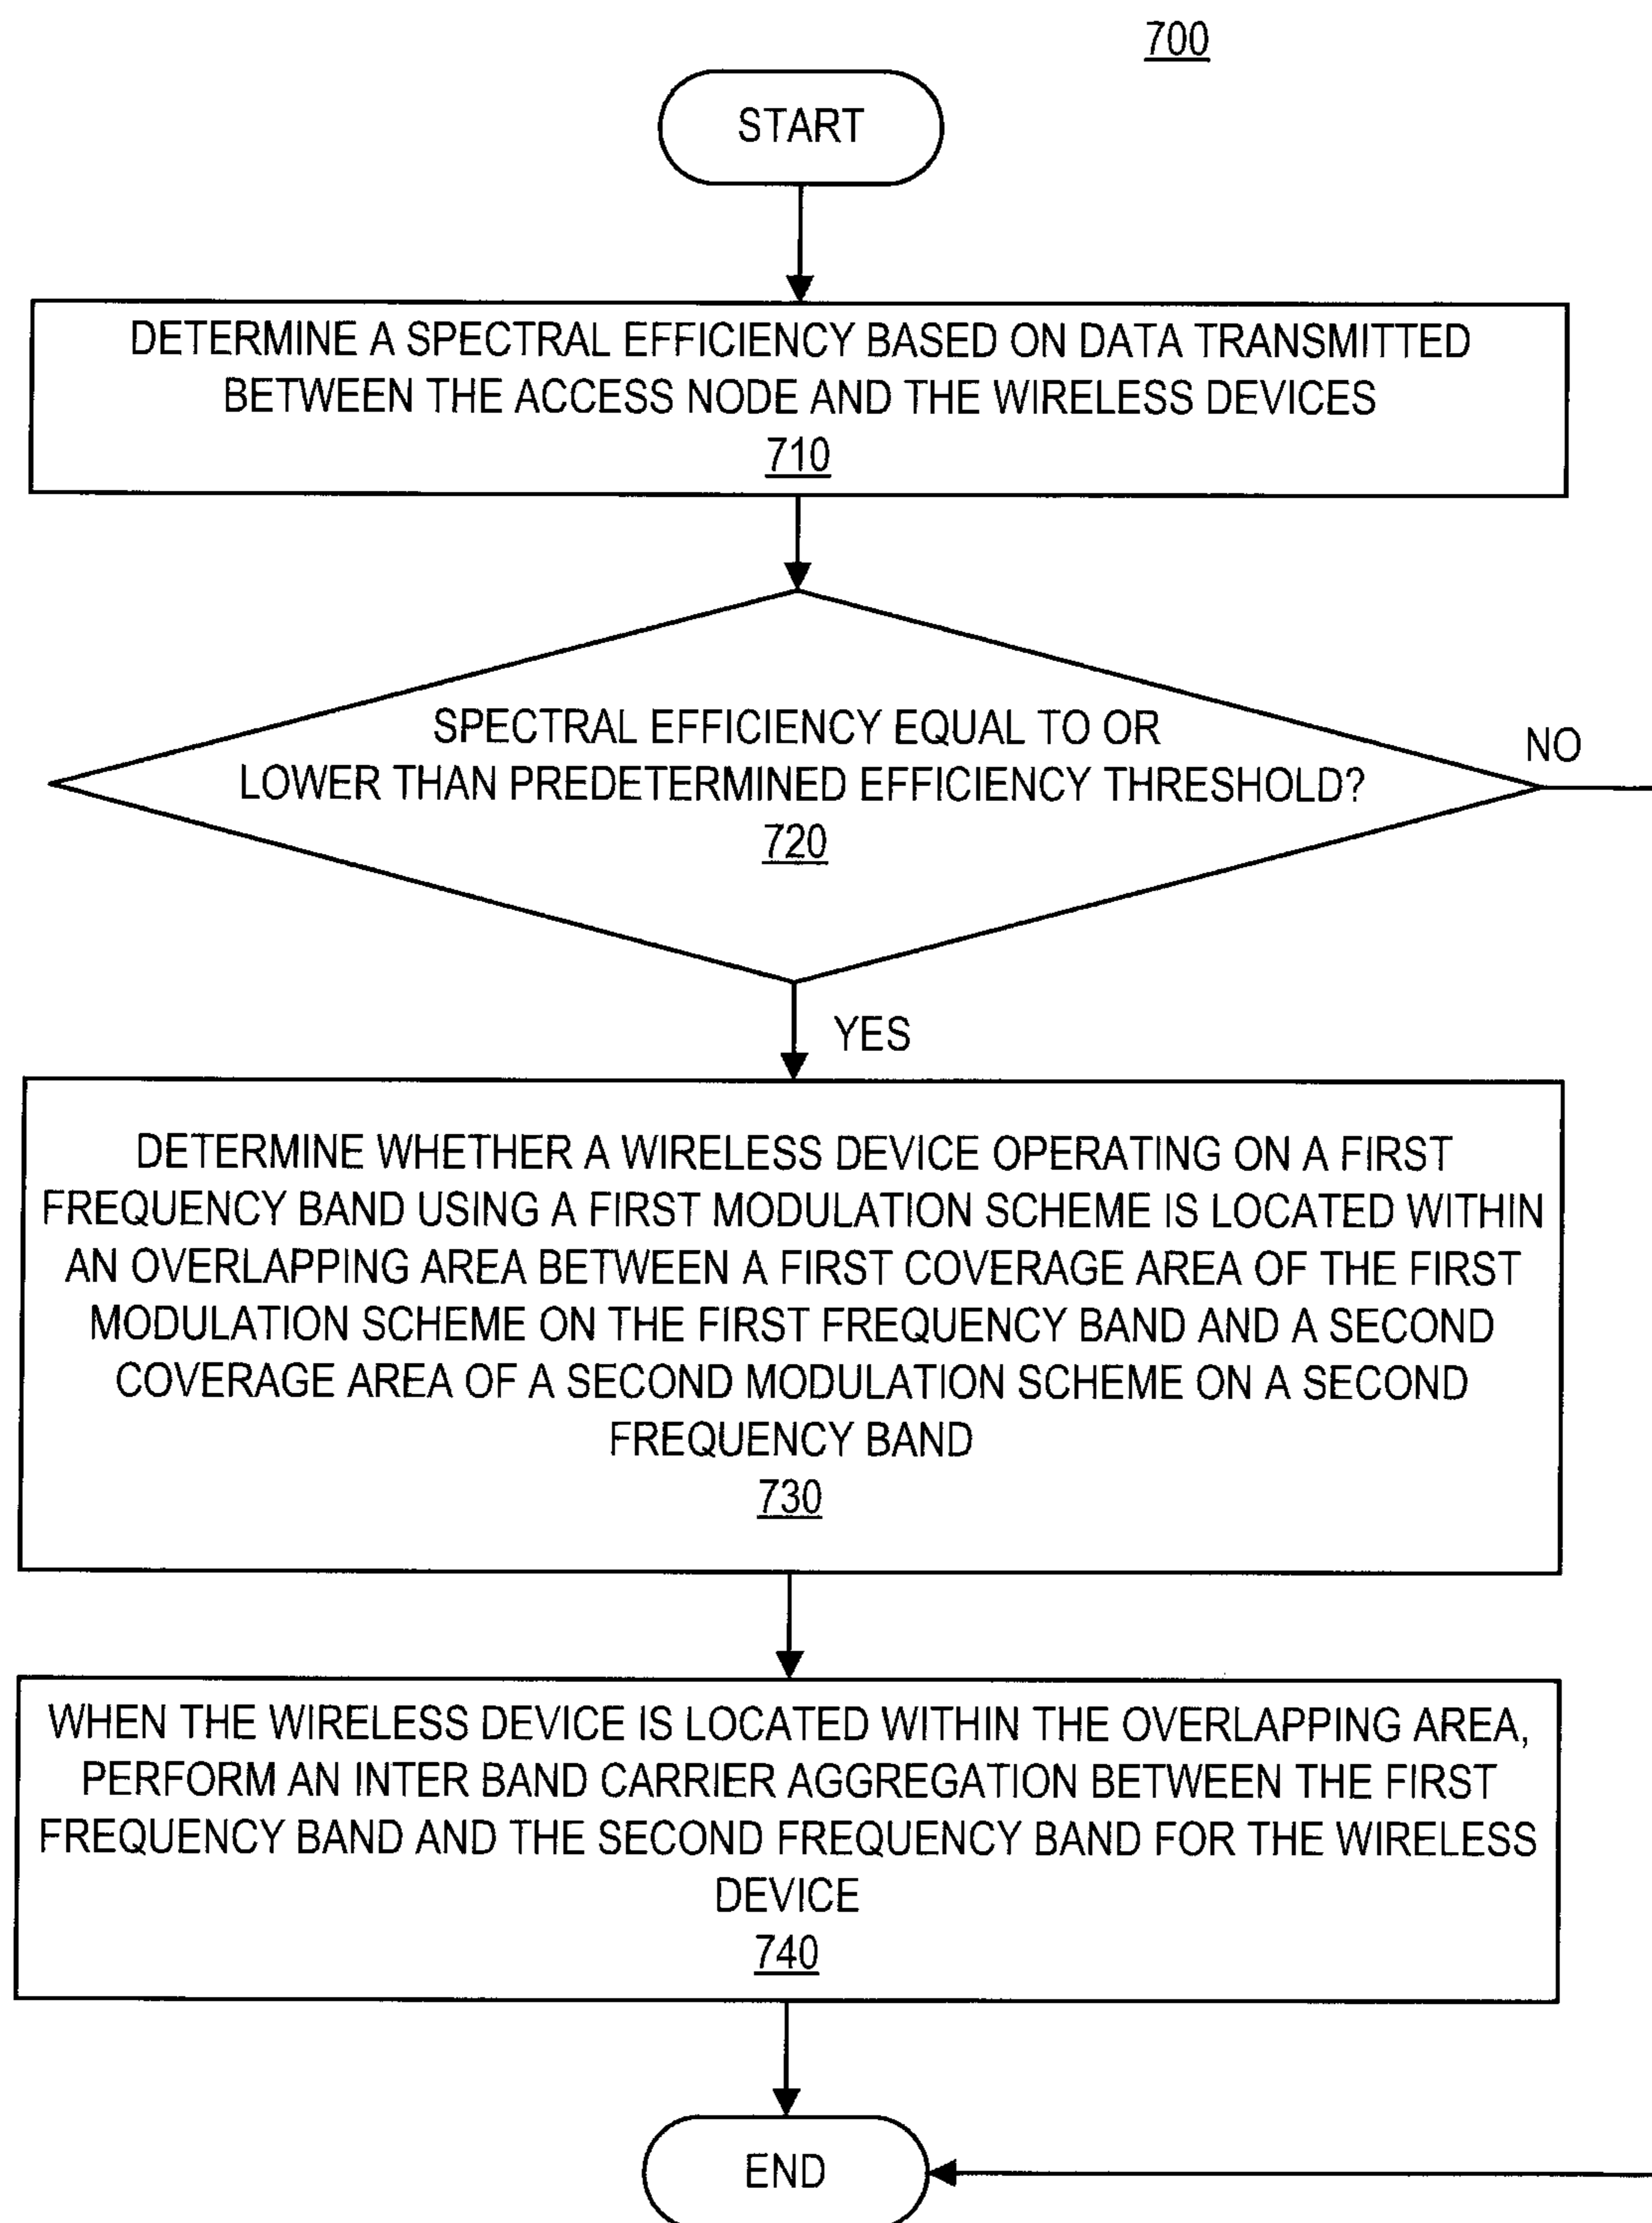 700
START
DETERMINE A SPECTRAL EFFICIENCY BASED ON DATA TRANSMITTED
BETWEEN THE ACCESS NODE AND THE WIRELESS DEVICES
710
SPECTRAL EFFICIENCY EQUAL TO OR
LOWER THAN PREDETERMINED EFFICIENCY THRESHOLD?
720
NO
YES
DETERMINE WHETHER A WIRELESS DEVICE OPERATING ON A FIRST
FREQUENCY BAND USING A FIRST MODULATION SCHEME IS LOCATED WITHIN
AN OVERLAPPING AREA BETWEEN A FIRST COVERAGE AREA OF THE FIRST
MODULATION SCHEME ON THE FIRST FREQUENCY BAND AND A SECOND
COVERAGE AREA OF A SECOND MODULATION SCHEME ON A SECOND
FREQUENCY BAND
730
WHEN THE WIRELESS DEVICE IS LOCATED WITHIN THE OVERLAPPING AREA,
PERFORM AN INTER BAND CARRIER AGGREGATION BETWEEN THE FIRST
FREQUENCY BAND AND THE SECOND FREQUENCY BAND FOR THE WIRELESS
DEVICE
740
END